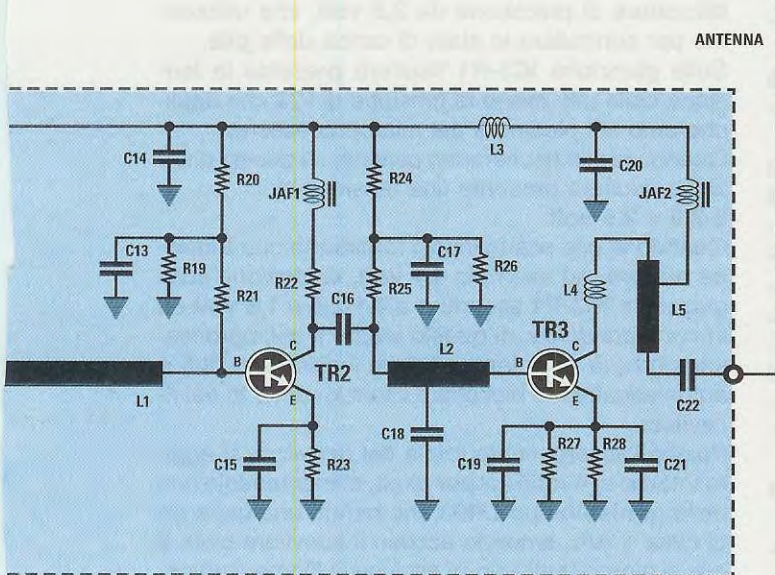 ANTENNA
L3
C14
R20
R24
C20
JAF1
JAF2
C13
R19
C17
R26
R21
R22
R25
L4
L5
C16
TR2
TR3
L2
B
C
E
B
C
E
L1
C22
C18
C15
R23
C19
R27
R28
C21